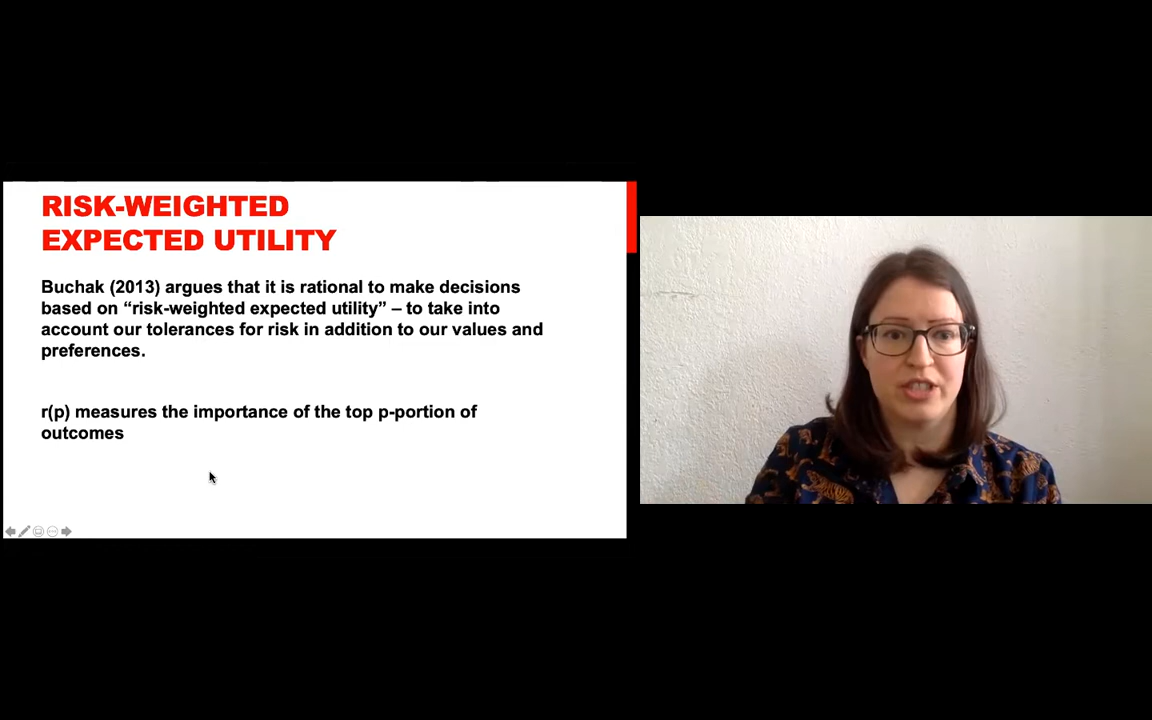 RISK-WEIGHTED
EXPECTED UTILITY
Buchak (2013) argues that it is rational to make decisions
based on “risk-weighted expected utility” – to take into
account our tolerances for risk in addition to our values and
preferences.
r(p) measures the importance of the top p-portion of
outcomes